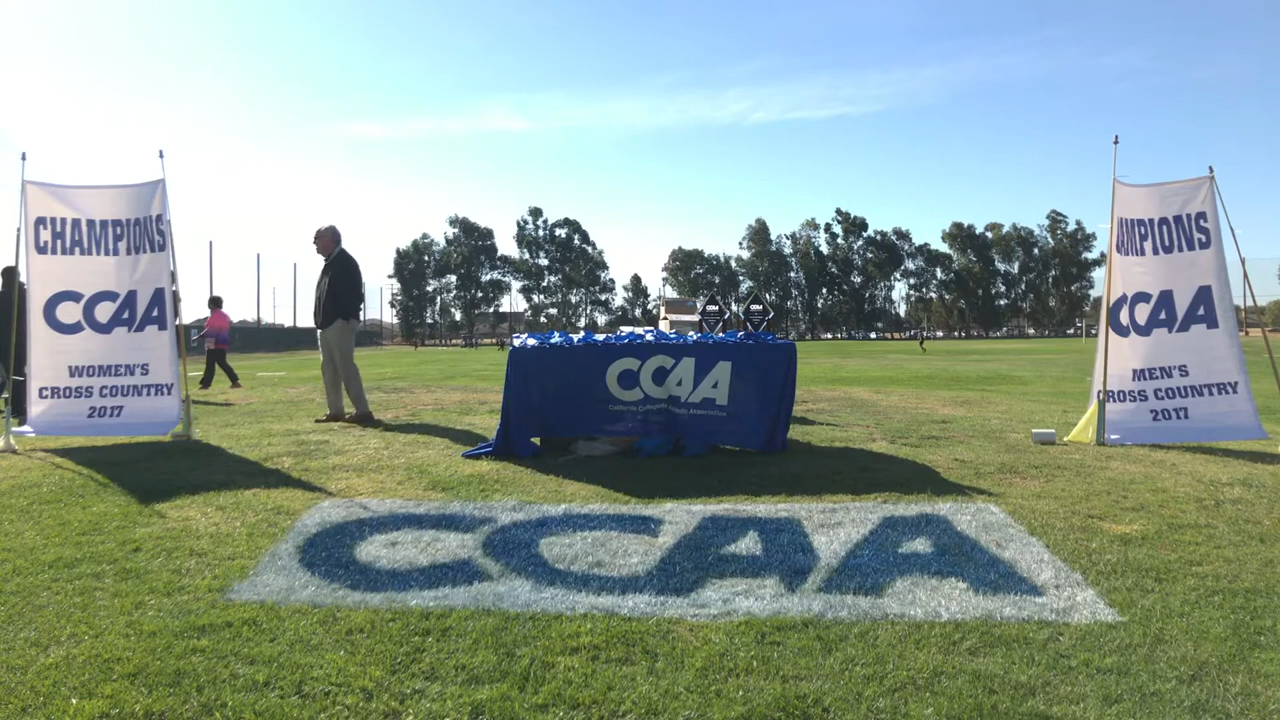 CHAMPIONS
CCAA
WOMEN'S
CROSS COUNTRY
2017
CCAA
California Collegiate Athletic Association
AMPIONS
CCAA
MEN'S
CROSS COUNTRY
2017
CCAA